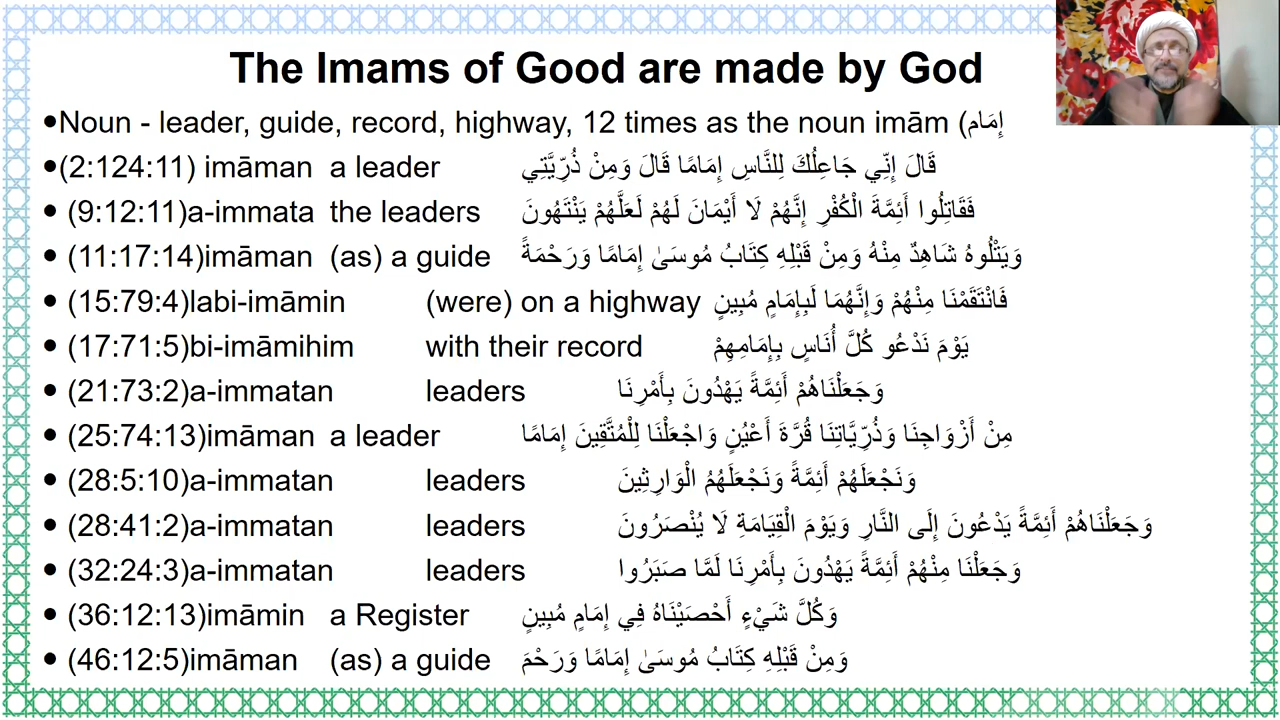 The Imams of Good are made by God
•Noun - leader, guide, record, highway, 12 times as the noun imām (إِمَام
•(2:124:11) imāman a leader قَالَ إِنِّي جَاعِلُكَ لِلنَّاسِ إِمَامًا قَالَ وَمِنْ ذُرِّيَّتِي
• (9:12:11)a-immata the leaders فَقَاتِلُوا أَئِمَّةَ الْكُفْرِ إِنَّهُمْ لَا أَيْمَانَ لَهُمْ لَعَلَّهُمْ يَنْتَهُونَ
• (11:17:14)imāman (as) a guide وَيَتْلُوهُ شَاهِدٌ مِنْهُ وَمِنْ قَبْلِهِ كِتَابُ مُوسَىٰ إِمَامًا وَرَحْمَةً
• (15:79:4)labi-imāmin (were) on a highway فَانْتَقَمْنَا مِنْهُمْ وَإِنَّهُمَا لَبِإِمَامٍ مُبِينٍ
• (17:71:5)bi-imāmihim with their record يَوْمَ نَدْعُو كُلَّ أُنَاسٍ بِإِمَامِهِمْ
• (21:73:2)a-immatan leaders وَجَعَلْنَاهُمْ أَئِمَّةً يَهْدُونَ بِأَمْرِنَا
• (25:74:13)imāman a leader مِنْ أَزْوَاجِنَا وَذُرِّيَّاتِنَا قُرَّةَ أَعْيُنٍ وَاجْعَلْنَا لِلْمُتَّقِينَ إِمَامًا
• (28:5:10)a-immatan leaders وَنَجْعَلَهُمْ أَئِمَّةً وَنَجْعَلَهُمُ الْوَارِثِينَ
• (28:41:2)a-immatan leaders وَجَعَلْنَاهُمْ أَئِمَّةً يَدْعُونَ إِلَى النَّارِ وَيَوْمَ الْقِيَامَةِ لَا يُنْصَرُونَ
• (32:24:3)a-immatan leaders وَجَعَلْنَا مِنْهُمْ أَئِمَّةً يَهْدُونَ بِأَمْرِنَا لَمَّا صَبَرُوا
• (36:12:13)imāmin a Register وَكُلَّ شَيْءٍ أَحْصَيْنَاهُ فِي إِمَامٍ مُبِينٍ
• (46:12:5)imāman (as) a guide وَمِنْ قَبْلِهِ كِتَابُ مُوسَىٰ إِمَامًا وَرَحْمَ